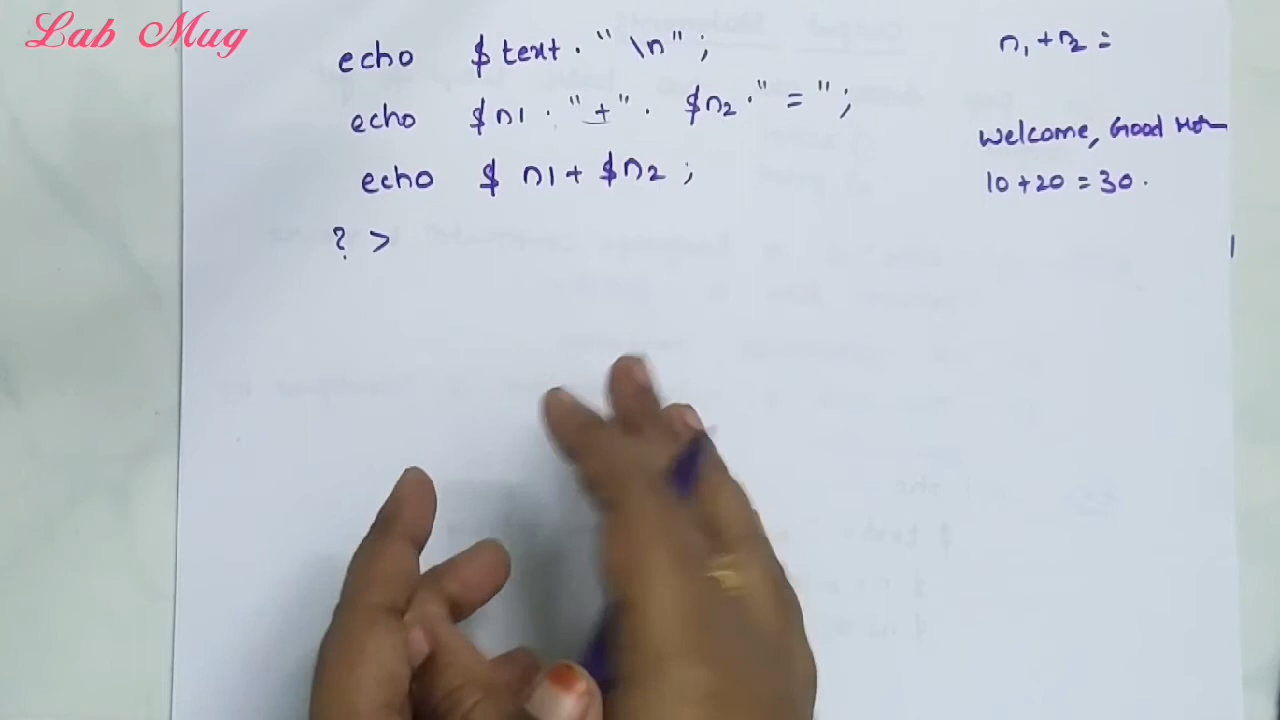 Lab Mug
echo $text . "\n";
echo $n1 . "+" . $n2 . " = ";
echo $ n1 + $n2 ;
? >
n1 + n2 =
Welcome, Good
10 + 20 = 30.